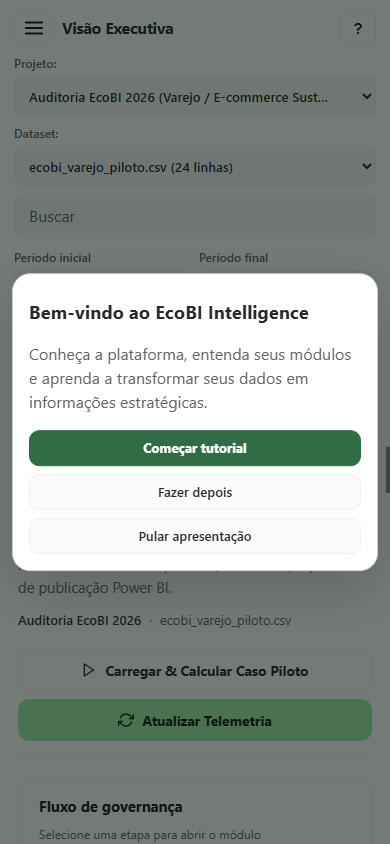 Visão Executiva
?
Projeto:
Auditoria EcoBI 2026 (Varejo / E-commerce Sust...
Dataset:
ecobi_varejo_piloto.csv (24 linhas)
Buscar
Período inicial
Período final
Bem-vindo ao EcoBI Intelligence
Conheça a plataforma, entenda seus módulos
e aprenda a transformar seus dados em
informações estratégicas.
Começar tutorial
Fazer depois
Pular apresentação
de publicação Power BI.
Auditoria EcoBI 2026 · ecobi_varejo_piloto.csv
Carregar & Calcular Caso Piloto
Atualizar Telemetria
Fluxo de governança
Selecione uma etapa para abrir o módulo